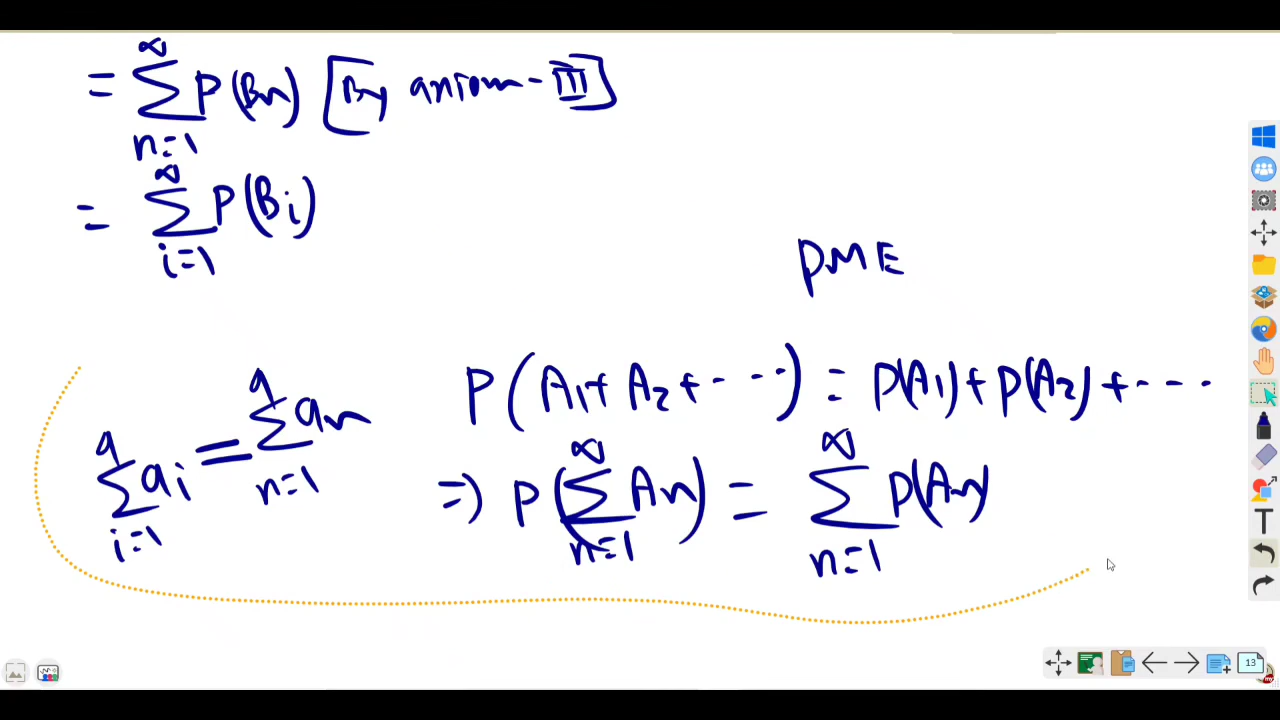 = ∞∑n=1 P(Bn) [By axiom-III]
= ∞∑i=1 P(Bi)
PME
P(A1+A2+-----) = P(A1)+P(A2)+----
9∑i=1 ai = 9∑n=1 an
=) P(∞∑n=1 An) = ∞∑n=1 P(An)
13